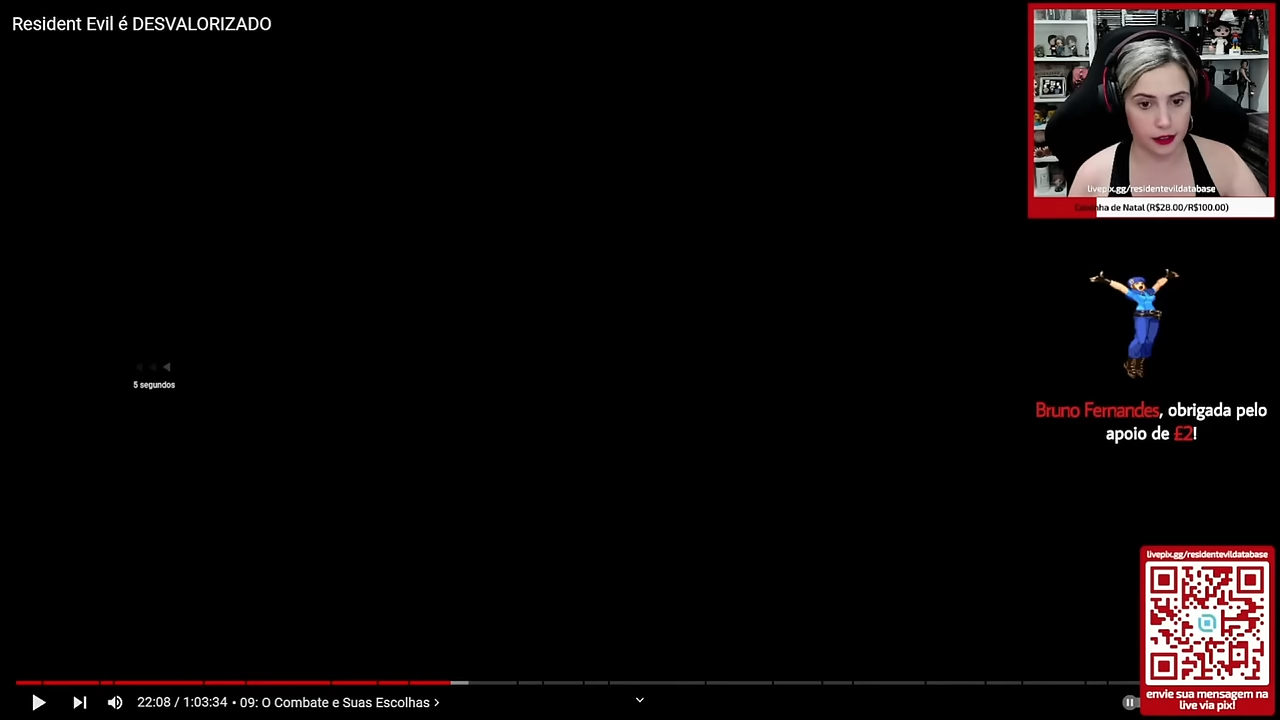 Resident Evil é DESVALORIZADO
livepix.gg/residentevildatabase
Caixinha de Natal (R$28.00/R$100.00)
5 segundos
Bruno Fernandes, obrigada pelo
apoio de £2!
livepix.gg/residentevildatabase
envie sua mensagem na
live via pix!
22:08 / 1:03:34 • 09: O Combate e Suas Escolhas >